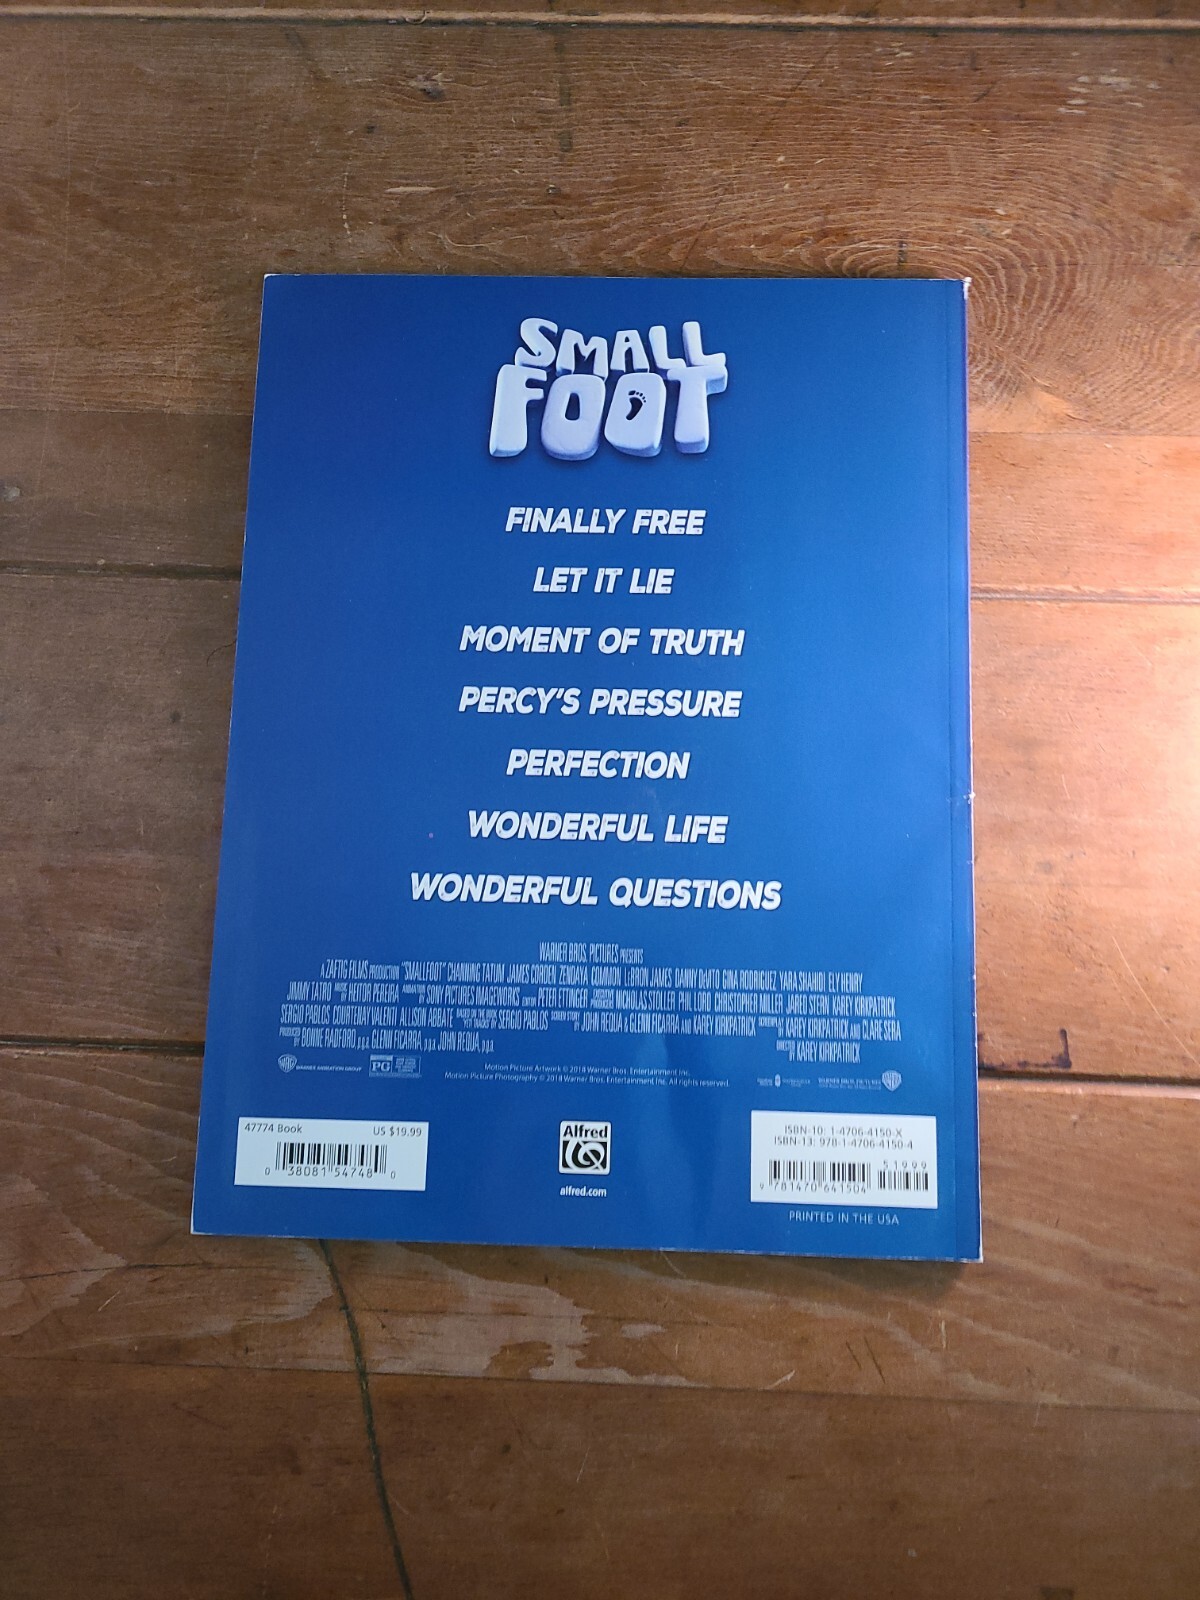 SMALL
FOOT
FINALLY FREE
LET IT LIE
MOMENT OF TRUTH
PERCY'S PRESSURE
PERFECTION
WONDERFUL LIFE
WONDERFUL QUESTIONS
WARNER BROS. PICTURES PRESENTS
A ZAFTIG FILMS PRODUCTION "SMALLFOOT" CHANNING TATUM JAMES CORDEN ZENDAYA COMMON LeBRON JAMES DANNY DeVITO GINA RODRIGUEZ YARA SHAHIDI ELY HENRY
JIMMY TATRO MUSIC BY HEITOR PEREIRA ANIMATION BY SONY PICTURES IMAGEWORKS EDITOR PETER ETTINGER EXECUTIVE PRODUCERS NICHOLAS STOLLER PHIL LORD CHRISTOPHER MILLER JARED STERN KAREY KIRKPATRICK
SERGIO PABLOS COURTENAY VALENTI ALLISON ABBATE BASED ON THE BOOK "YETI TRACKS" BY SERGIO PABLOS SCREEN STORY BY JOHN REQUA & GLENN FICARRA AND KAREY KIRKPATRICK SCREENPLAY BY KAREY KIRKPATRICK AND CLARE SERA
PRODUCED BY BONNE RADFORD, p.g.a. GLENN FICARRA, p.g.a. JOHN REQUA, p.g.a. DIRECTED BY KAREY KIRKPATRICK
WARNER ANIMATION GROUP PG
Motion Picture Artwork © 2018 Warner Bros. Entertainment Inc.
Motion Picture Photography © 2018 Warner Bros. Entertainment Inc. All rights reserved.
WARNER BROS. PICTURES
47774 Book US $19.99
0 38081 54748 0
Alfred
alfred.com
ISBN-10: 1-4706-4150-X
ISBN-13: 978-1-4706-4150-4
51999
9 781470 641504
PRINTED IN THE USA